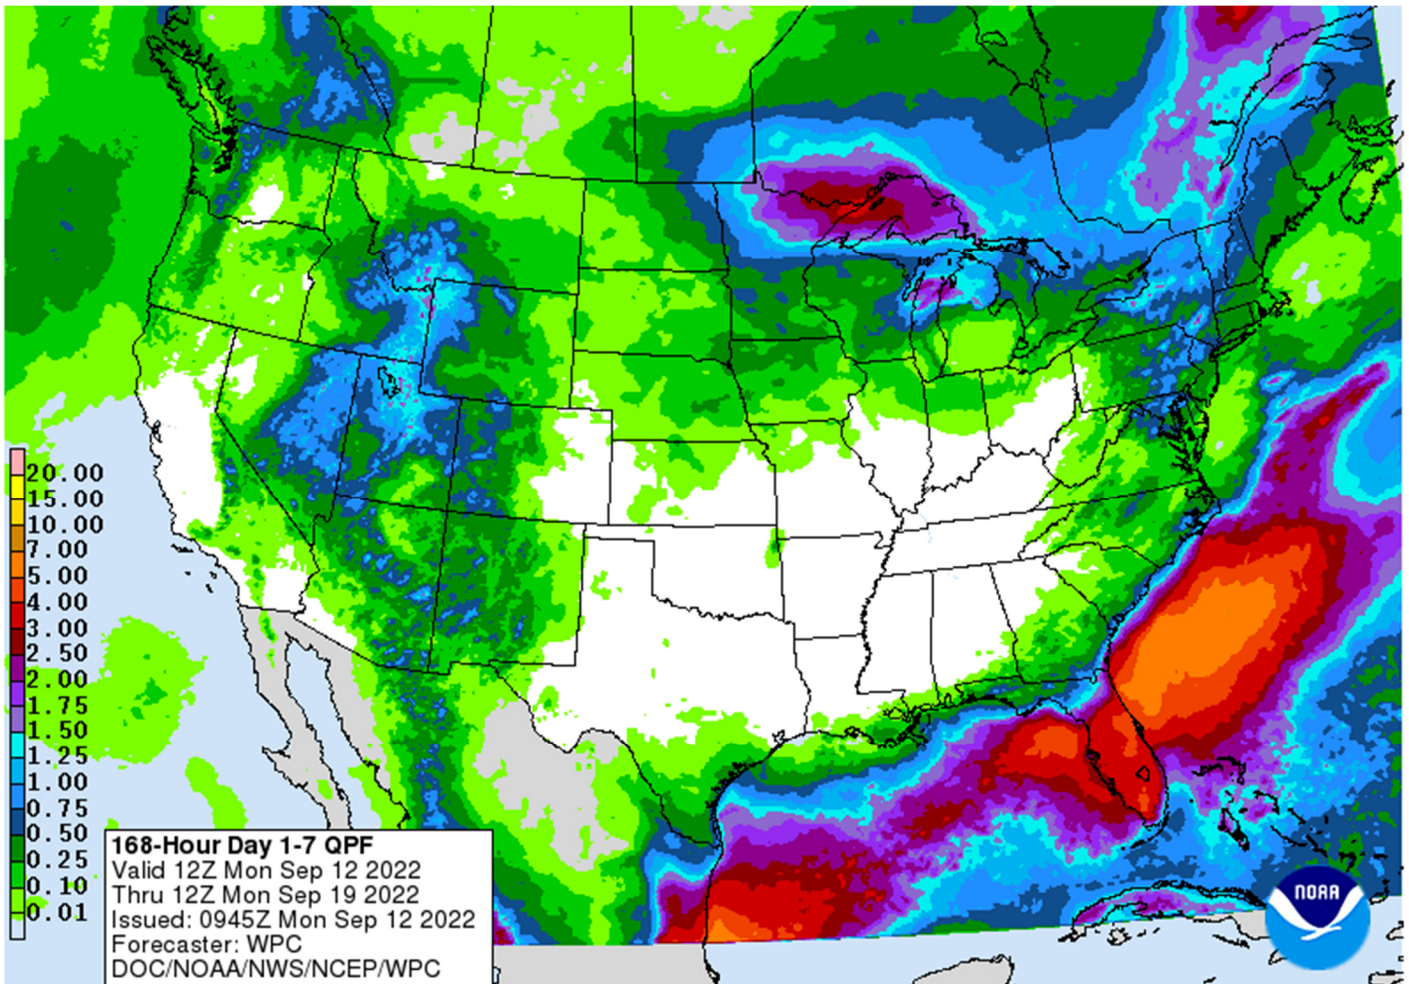 20.00
15.00
10.00
7.00
5.00
4.00
3.00
2.50
2.00
1.75
1.50
1.25
1.00
0.75
0.50
0.25
0.10
0.01
168-Hour Day 1-7 QPF
Valid 12Z Mon Sep 12 2022
Thru 12Z Mon Sep 19 2022
Issued: 0945Z Mon Sep 12 2022
Forecaster: WPC
DOC/NOAA/NWS/NCEP/WPC
NOAA